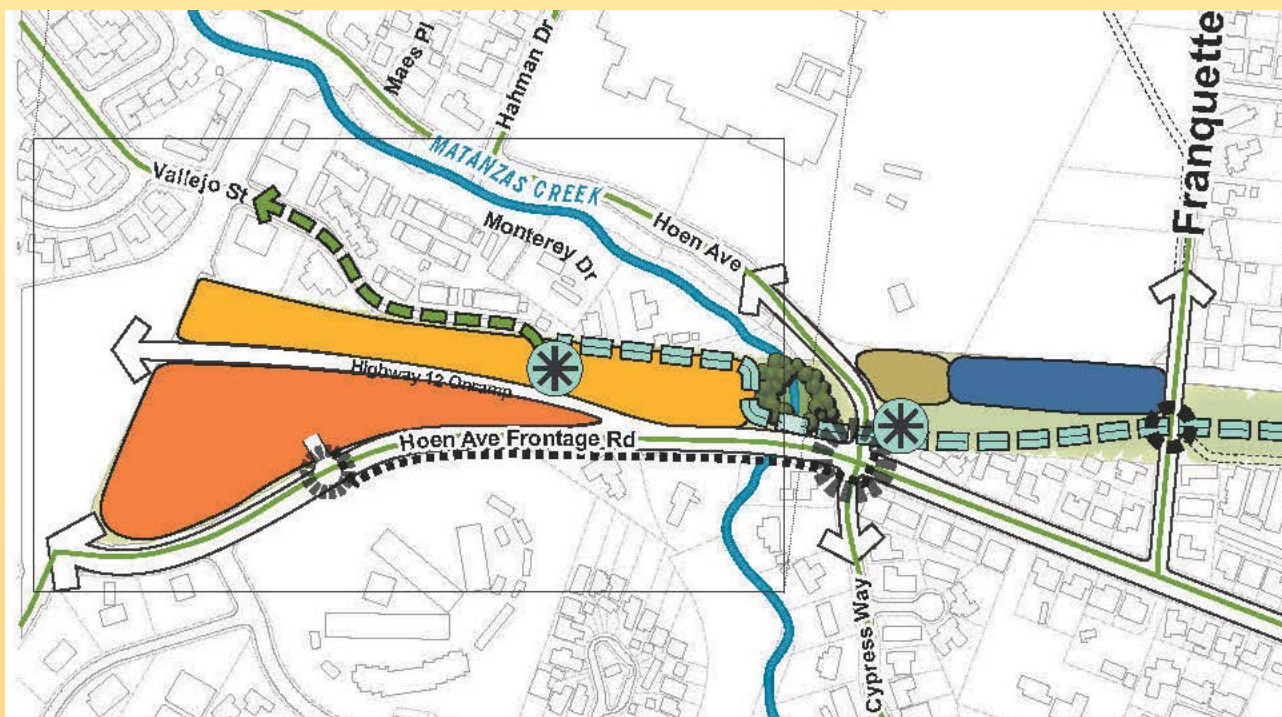 Maes Pl
Hahman Dr
Franquette
MATANZAS CREEK
Vallejo St
Hoen Ave
Monterey Dr
Highway 12 Onramp
Hoen Ave Frontage Rd
Cypress Way